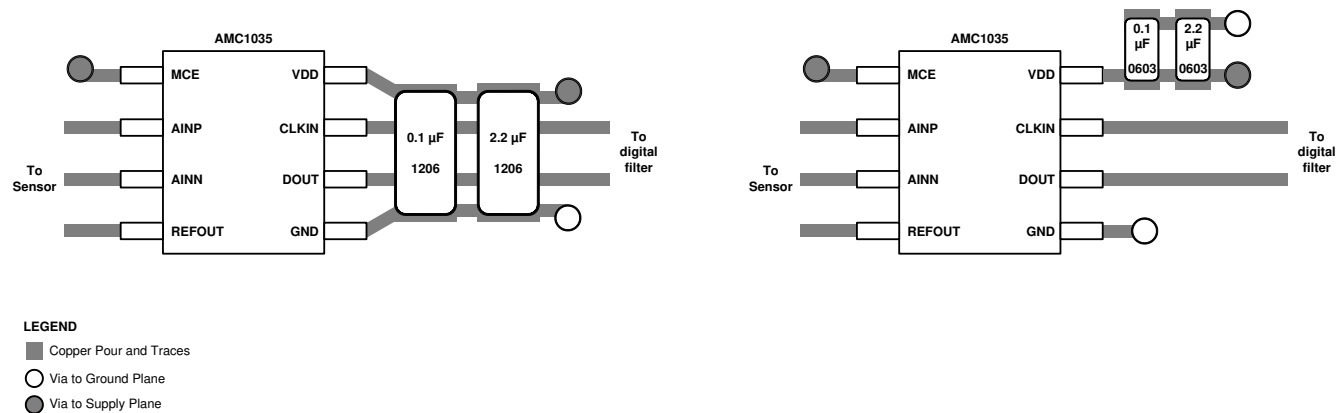 AMC1035
MCE
VDD
AINP
CLKIN
AINN
DOUT
REFOUT
GND
To
Sensor
0.1 µF
1206
2.2 µF
1206
To
digital
filter
AMC1035
MCE
VDD
AINP
CLKIN
AINN
DOUT
REFOUT
GND
To
Sensor
0.1
µF
0603
2.2
µF
0603
To
digital
filter
LEGEND
Copper Pour and Traces
Via to Ground Plane
Via to Supply Plane